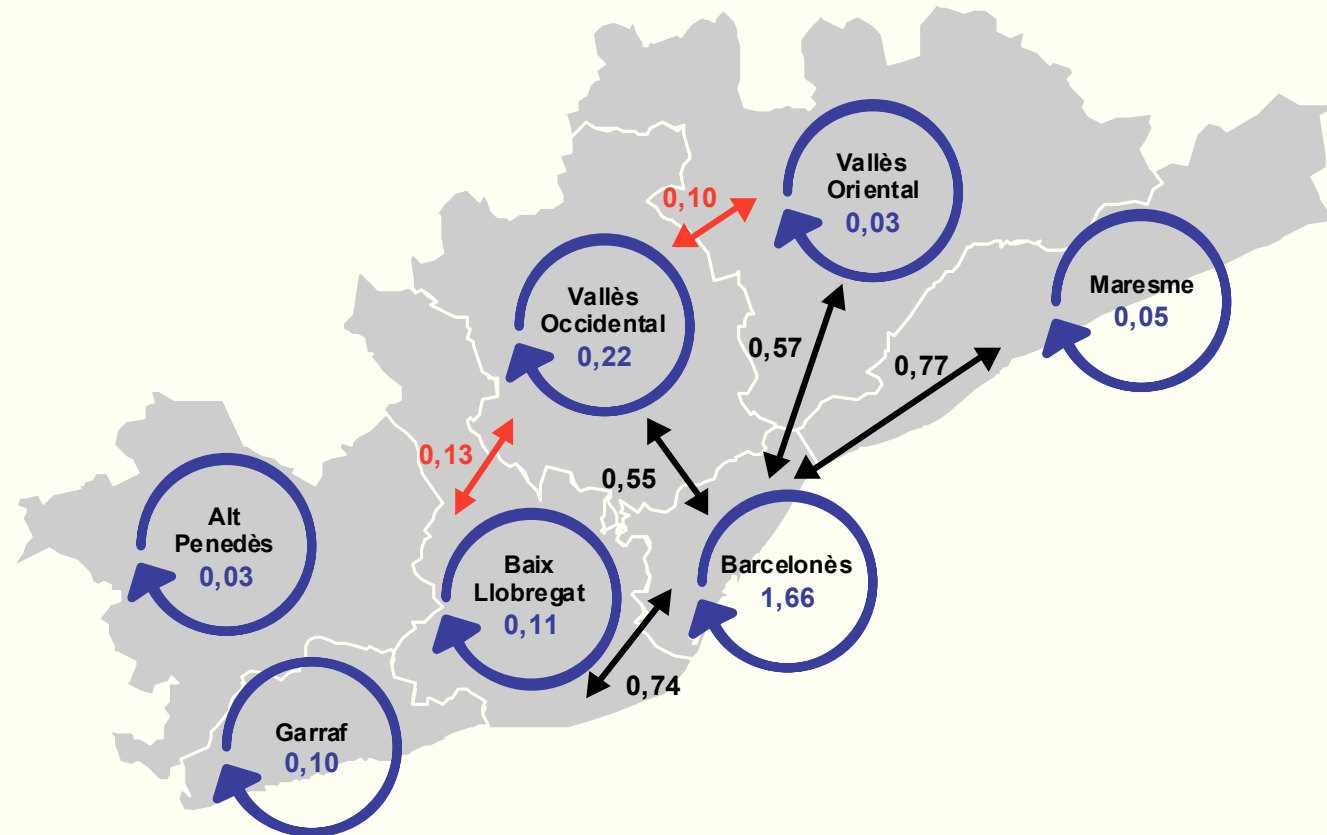 Vallès
Oriental
0,03
0,10
Maresme
0,05
Vallès
Occidental
0,22
0,57
0,77
0,13
0,55
Alt
Penedès
0,03
Baix
Llobregat
0,11
Barcelonès
1,66
0,74
Garraf
0,10